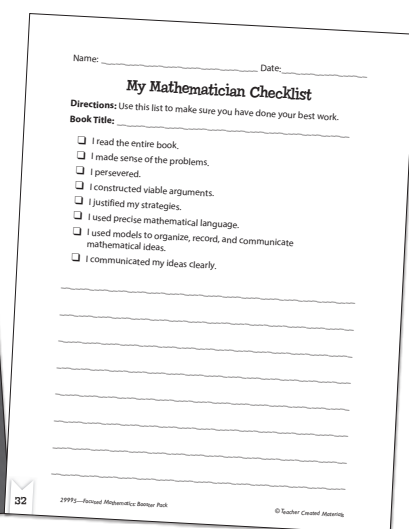 Name: Date:
My Mathematician Checklist
Directions: Use this list to make sure you have done your best work.
Book Title:
I read the entire book.
I made sense of the problems.
I persevered.
I constructed viable arguments.
I justified my strategies.
I used precise mathematical language.
I used models to organize, record, and communicate
mathematical ideas.
I communicated my ideas clearly.
32
29995—Focused Mathematics Booster Pack
© Teacher Created Materials